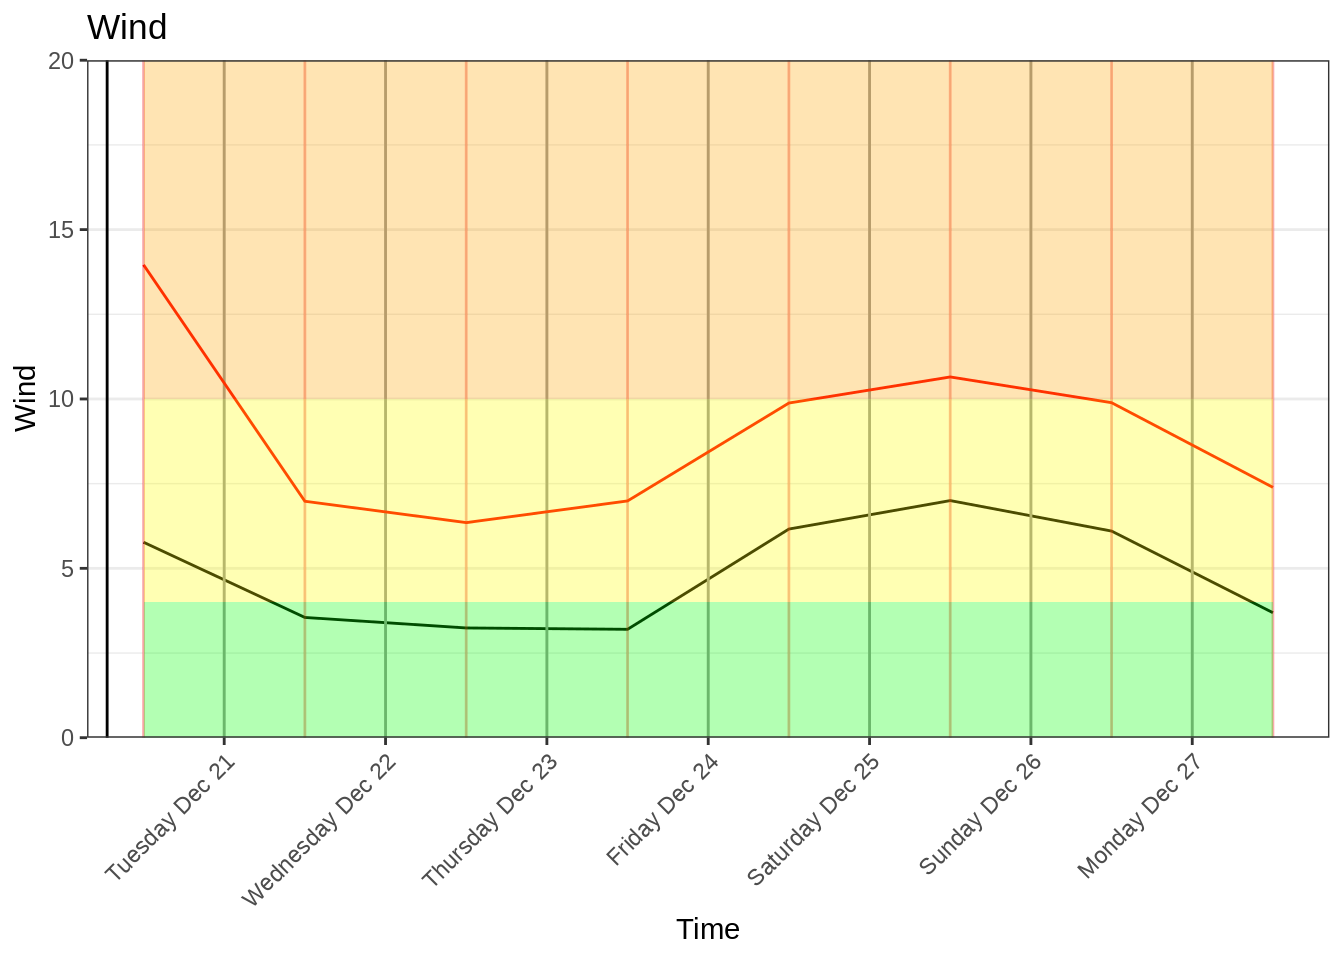 Wind
20
15
10
5
0
Wind
Tuesday Dec 21
Wednesday Dec 22
Thursday Dec 23
Friday Dec 24
Saturday Dec 25
Sunday Dec 26
Monday Dec 27
Time